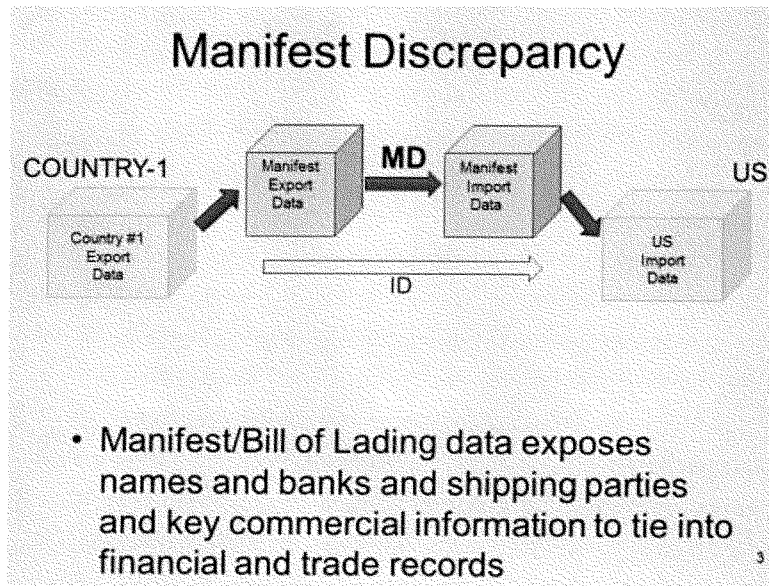 Manifest Discrepancy
COUNTRY-1
Manifest
Export
Data
MD
Manifest
Import
Data
US
Country #1
Export
Data
ID
US
Import
Data
• Manifest/Bill of Lading data exposes
names and banks and shipping parties
and key commercial information to tie into
financial and trade records
3